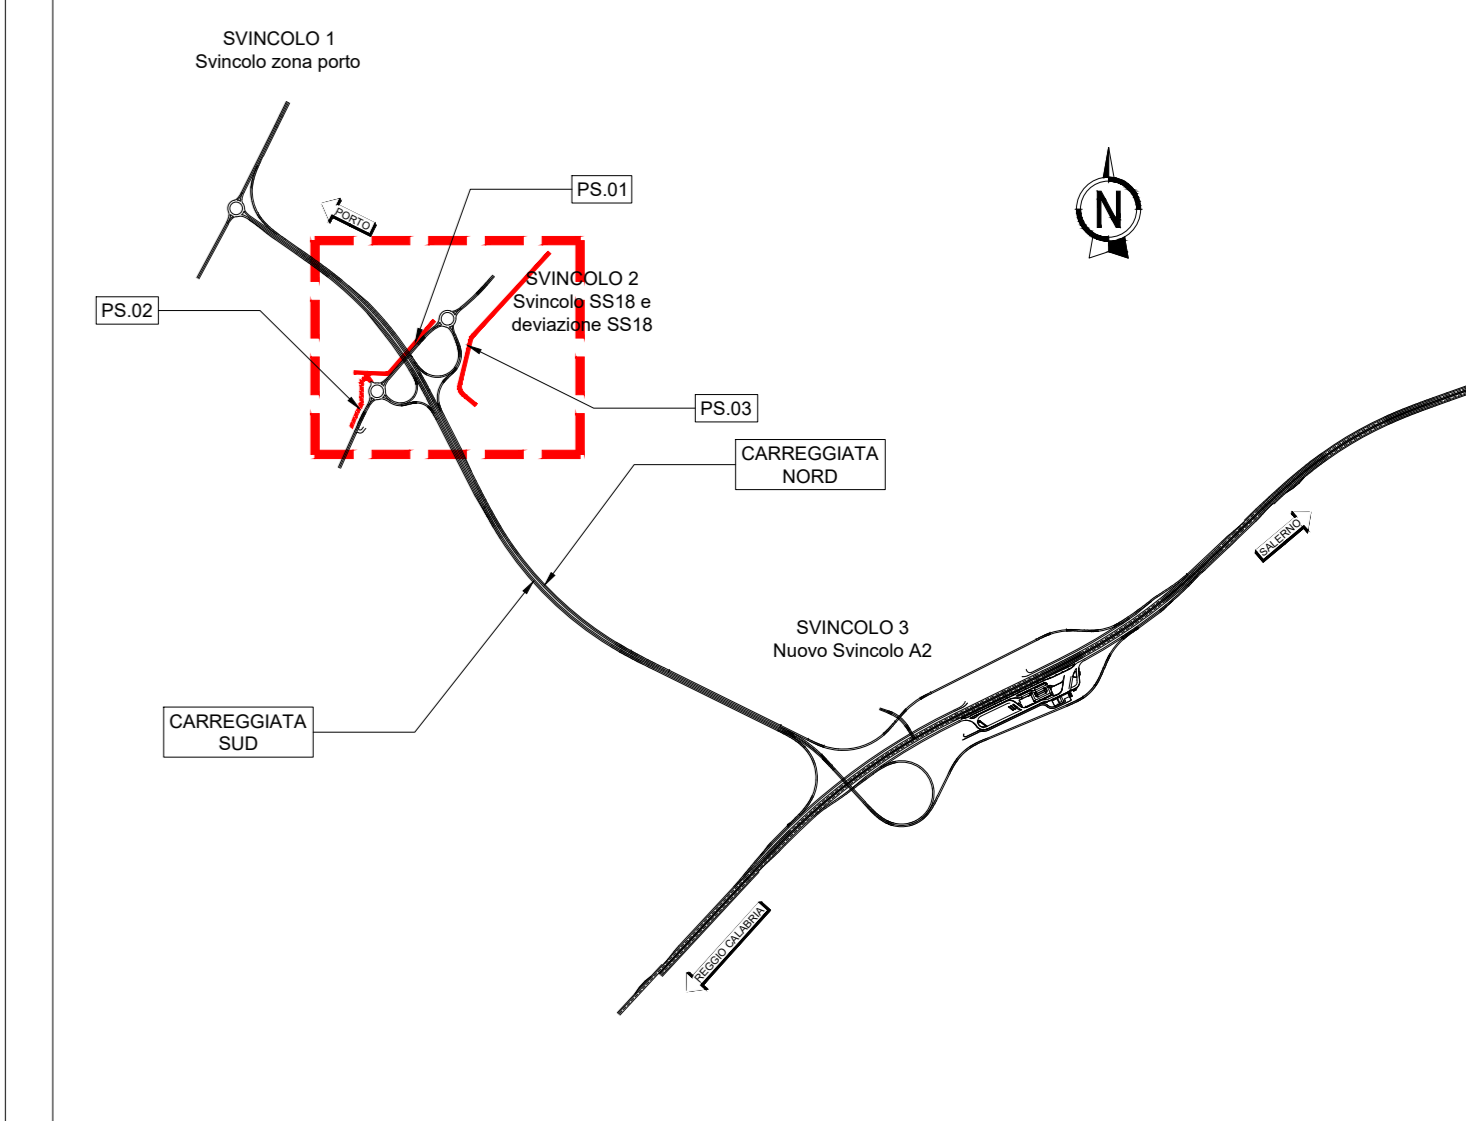 SVINCOLO 1
Svincolo zona porto
PS.01
PORTO
N
SVINCOLO 2
Svincolo SS18 e
deviazione SS18
PS.02
PS.03
CARREGGIATA
NORD
SALERNO
SVINCOLO 3
Nuovo Svincolo A2
CARREGGIATA
SUD
REGGIO CALABRIA